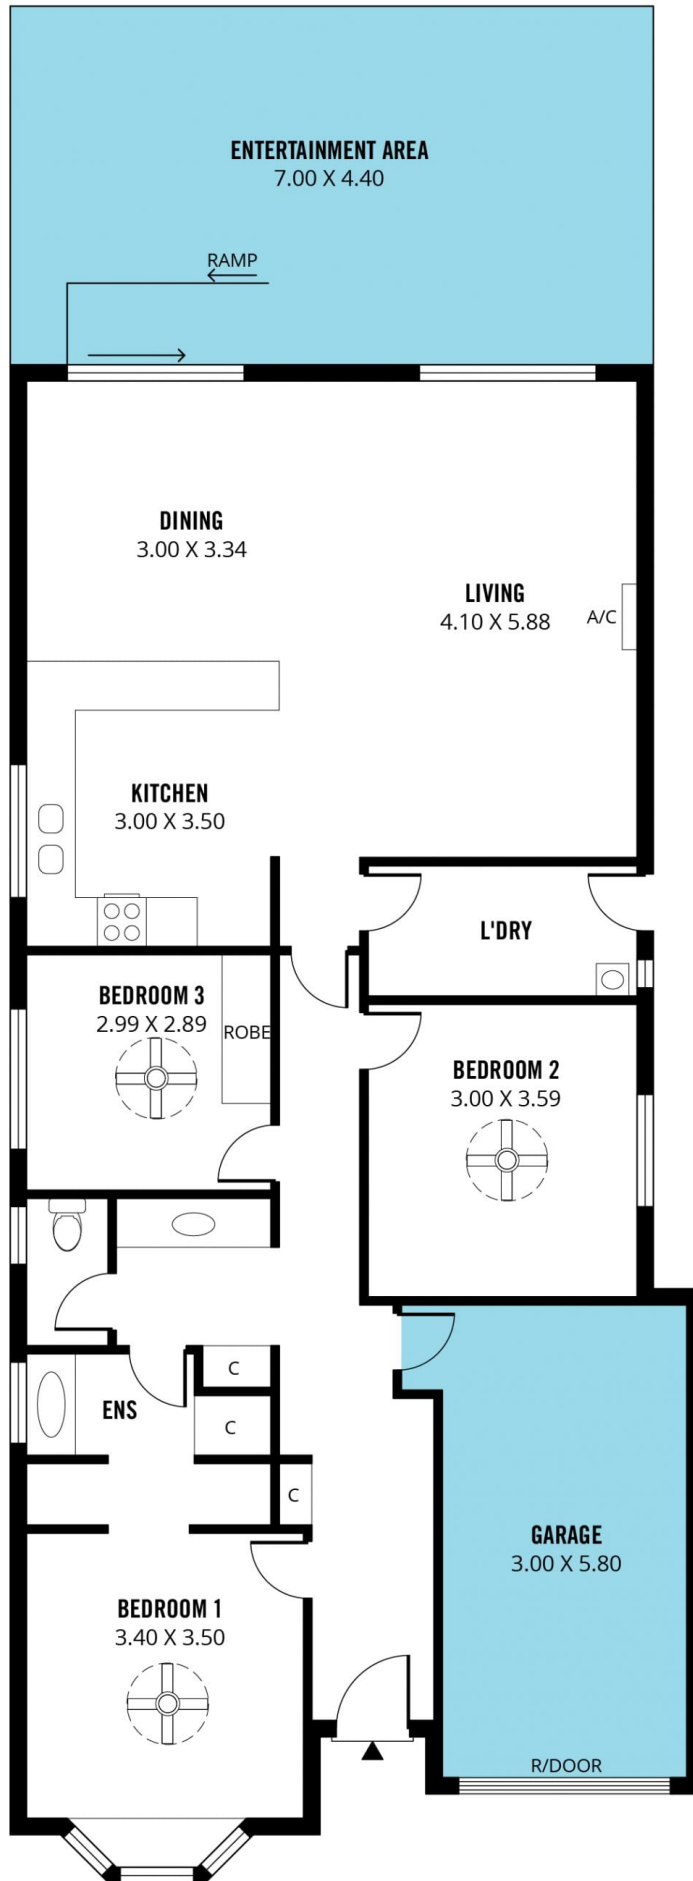 ENTERTAINMENT AREA
7.00 X 4.40
RAMP
DINING
3.00 X 3.34
LIVING
4.10 X 5.88
A/C
KITCHEN
3.00 X 3.50
L'DRY
BEDROOM 3
2.99 X 2.89
ROBE
BEDROOM 2
3.00 X 3.59
C
ENS
C
C
GARAGE
3.00 X 5.80
BEDROOM 1
3.40 X 3.50
R/DOOR